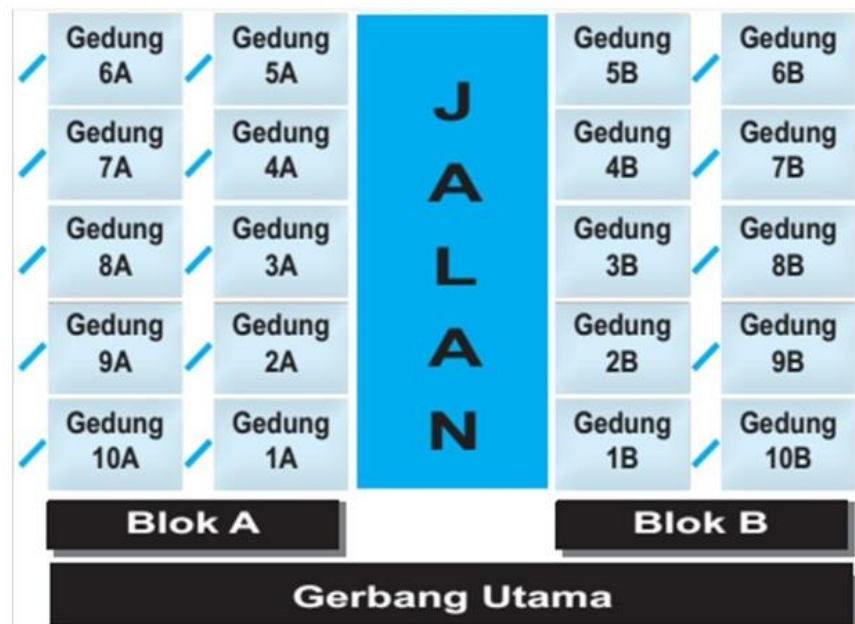 Gedung
6A
Gedung
5A
Gedung
5B
Gedung
6B
Gedung
7A
Gedung
4A
Gedung
4B
Gedung
7B
Gedung
8A
Gedung
3A
Gedung
3B
Gedung
8B
Gedung
9A
Gedung
2A
Gedung
2B
Gedung
9B
Gedung
10A
Gedung
1A
Gedung
1B
Gedung
10B
J
A
L
A
N
Blok A
Blok B
Gerbang Utama